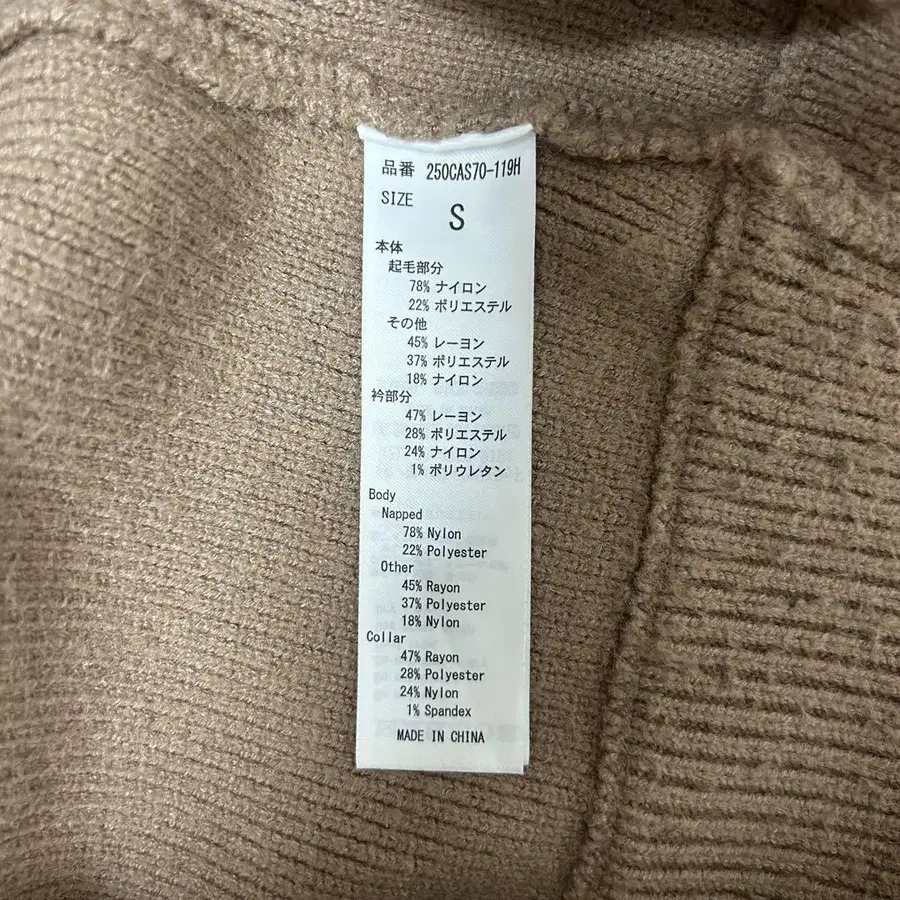 品番 250CAS70-119H
SIZE
S
本体
起毛部分
78% ナイロン
22% ポリエステル
その他
45% レーヨン
37% ポリエステル
18% ナイロン
衿部分
47% レーヨン
28% ポリエステル
24% ナイロン
1% ポリウレタン
Body
Napped
78% Nylon
22% Polyester
Other
45% Rayon
37% Polyester
18% Nylon
Collar
47% Rayon
28% Polyester
24% Nylon
1% Spandex
MADE IN CHINA